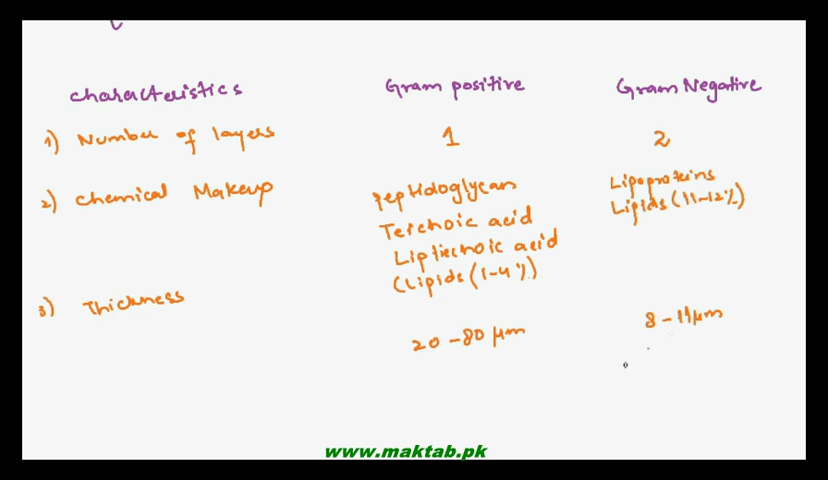 characteristics Gram positive Gram Negative
1) Number of layers 1 2
2) Chemical Makeup Peptidoglycan Lipoproteins
Teichoic acid Lipids (11-12%)
Lipteichoic acid
(Lipids (1-4%)
3) Thickness
20-80 μm 8-11μm
www.maktab.pk